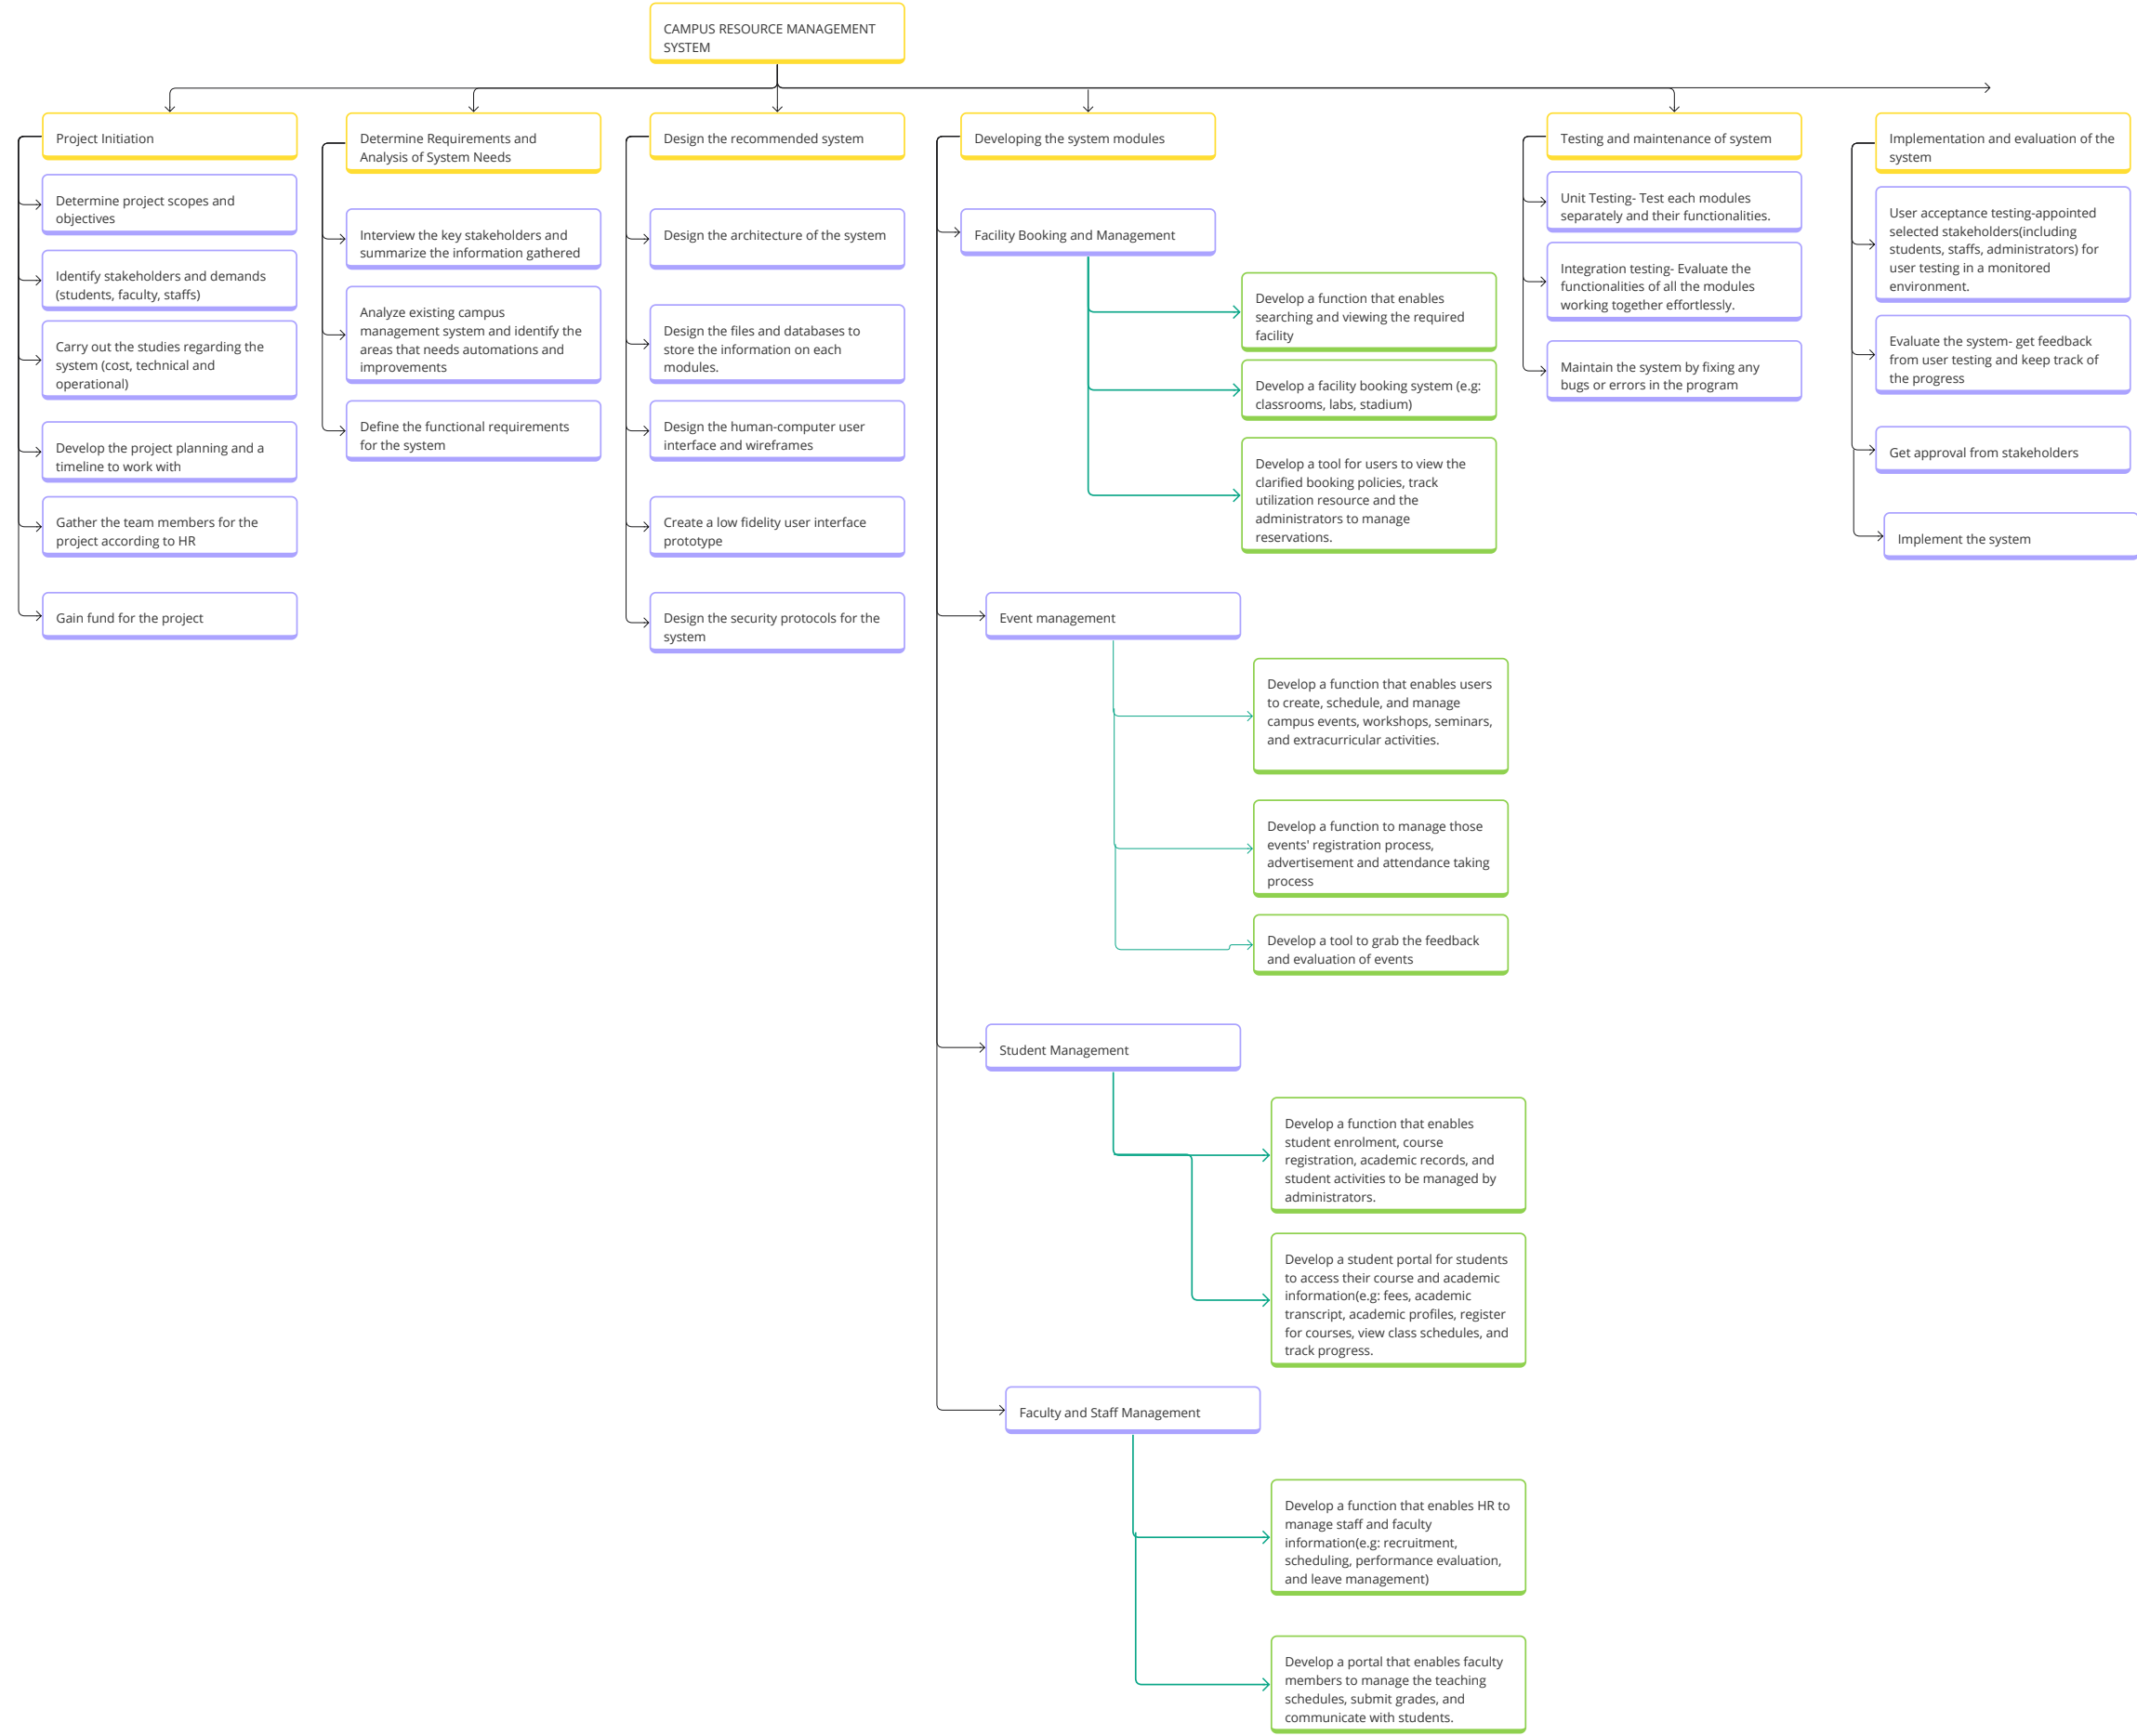 CAMPUS RESOURCE MANAGEMENT
SYSTEM
Project Initiation
Determine project scopes and
objectives
Identify stakeholders and demands
(students, faculty, staffs)
Carry out the studies regarding the
system (cost, technical and
operational)
Develop the project planning and a
timeline to work with
Gather the team members for the
project according to HR
Gain fund for the project
Determine Requirements and
Analysis of System Needs
Interview the key stakeholders and
summarize the information gathered
Analyze existing campus
management system and identify the
areas that needs automations and
improvements
Define the functional requirements
for the system
Design the recommended system
Design the architecture of the system
Design the files and databases to
store the information on each
modules.
Design the human-computer user
interface and wireframes
Create a low fidelity user interface
prototype
Design the security protocols for the
system
Developing the system modules
Facility Booking and Management
Develop a function that enables
searching and viewing the required
facility
Develop a facility booking system (e.g:
classrooms, labs, stadium)
Develop a tool for users to view the
clarified booking policies, track
utilization resource and the
administrators to manage
reservations.
Event management
Develop a function that enables users
to create, schedule, and manage
campus events, workshops, seminars,
and extracurricular activities.
Develop a function to manage those
events' registration process,
advertisement and attendance taking
process
Develop a tool to grab the feedback
and evaluation of events
Student Management
Develop a function that enables
student enrolment, course
registration, academic records, and
student activities to be managed by
administrators.
Develop a student portal for students
to access their course and academic
information(e.g: fees, academic
transcript, academic profiles, register
for courses, view class schedules, and
track progress.
Faculty and Staff Management
Develop a function that enables HR to
manage staff and faculty
information(e.g: recruitment,
scheduling, performance evaluation,
and leave management)
Develop a portal that enables faculty
members to manage the teaching
schedules, submit grades, and
communicate with students.
Testing and maintenance of system
Unit Testing- Test each modules
separately and their functionalities.
Integration testing- Evaluate the
functionalities of all the modules
working together effortlessly.
Maintain the system by fixing any
bugs or errors in the program
Implementation and evaluation of the
system
User acceptance testing-appointed
selected stakeholders(including
students, staffs, administrators) for
user testing in a monitored
environment.
Evaluate the system- get feedback
from user testing and keep track of
the progress
Get approval from stakeholders
Implement the system